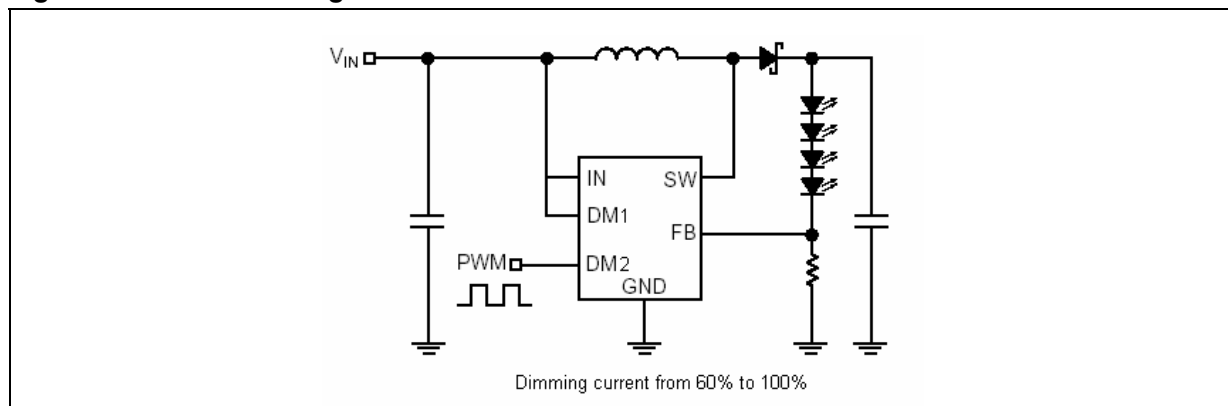 VIN
IN
SW
DM1
FB
PWM
DM2
GND
Dimming current from 60% to 100%